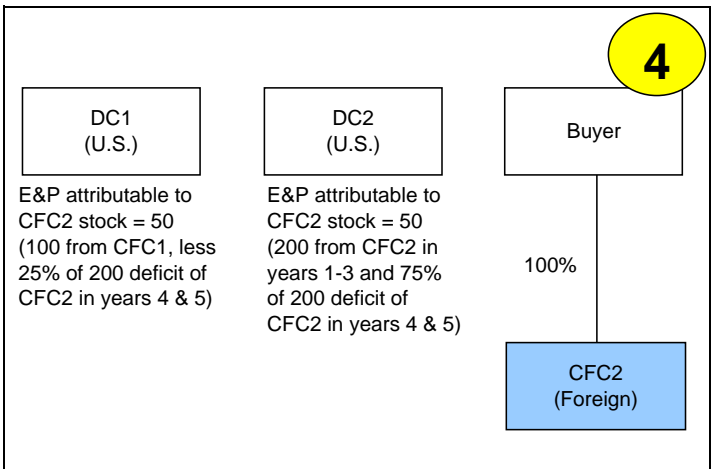 4
DC1
(U.S.)
DC2
(U.S.)
Buyer
E&P attributable to
CFC2 stock = 50
(100 from CFC1, less
25% of 200 deficit of
CFC2 in years 4 & 5)
E&P attributable to
CFC2 stock = 50
(200 from CFC2 in
years 1-3 and 75%
of 200 deficit of
CFC2 in years 4 & 5)
100%
CFC2
(Foreign)